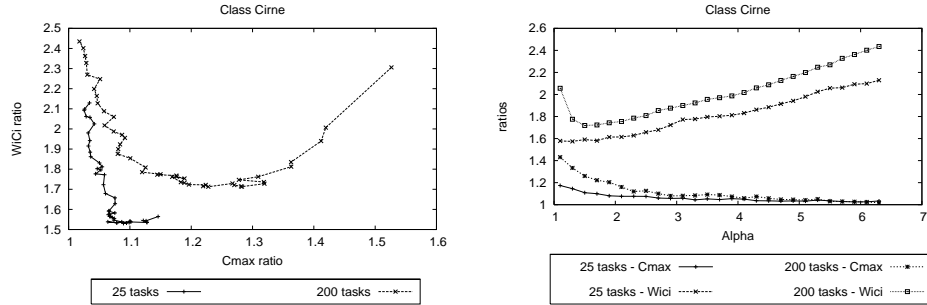 Class Cirne
2.5
2.4
2.3
2.2
2.1
2
1.9
1.8
1.7
1.6
1.5
WiCi ratio
1 1.1 1.2 1.3 1.4 1.5 1.6
Cmax ratio
25 tasks 200 tasks
Class Cirne
2.6
2.4
2.2
2
1.8
1.6
1.4
1.2
1
ratios
1 2 3 4 5 6 7
Alpha
25 tasks - Cmax 200 tasks - Cmax
25 tasks - Wici 200 tasks - Wici